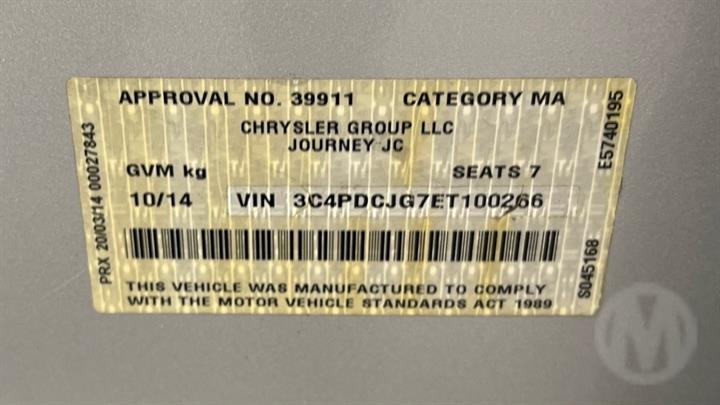 APPROVAL NO. 39911 CATEGORY MA
CHRYSLER GROUP LLC
JOURNEY JC
GVM kg SEATS 7
10/14 VIN 3C4PDCJG7ET100266
THIS VEHICLE WAS MANUFACTURED TO COMPLY
WITH THE MOTOR VEHICLE STANDARDS ACT 1989
PRX 20/03/14 00027843
E5740195
S045168
M